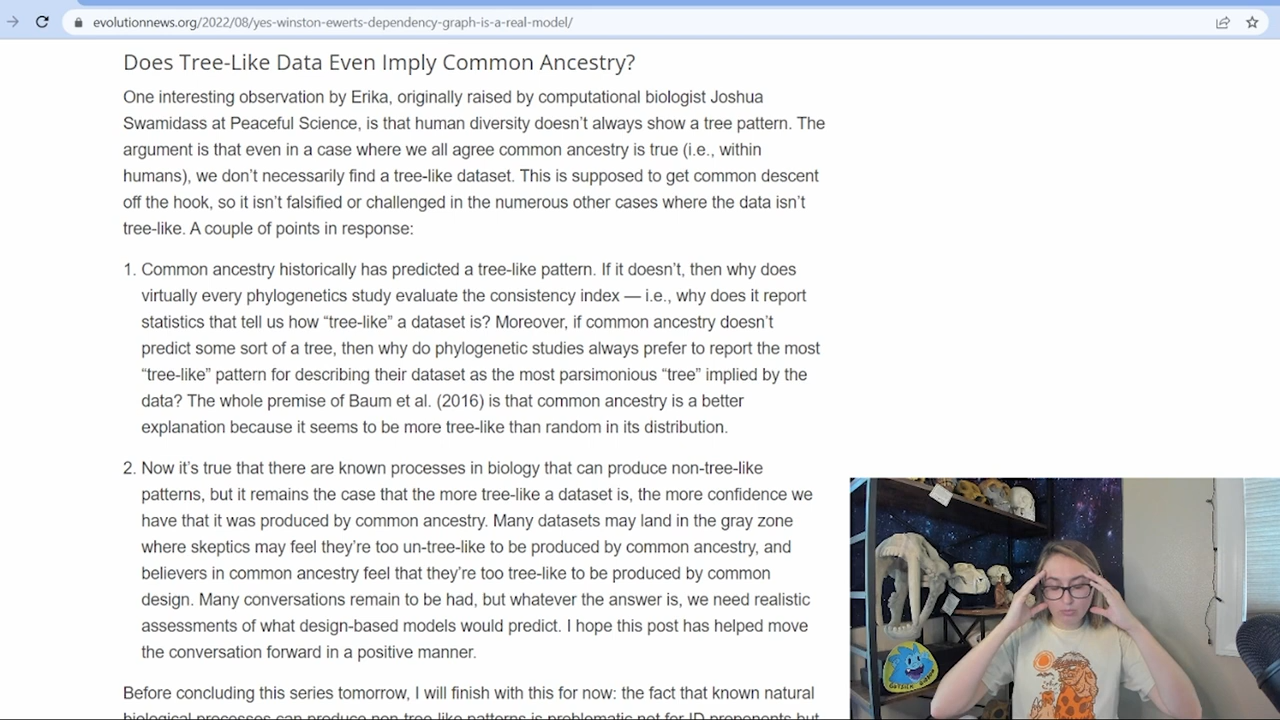 evolutionnews.org/2022/08/yes-winston-ewerts-dependency-graph-is-a-real-model/
Does Tree-Like Data Even Imply Common Ancestry?
One interesting observation by Erika, originally raised by computational biologist Joshua
Swamidass at Peaceful Science, is that human diversity doesn’t always show a tree pattern. The
argument is that even in a case where we all agree common ancestry is true (i.e., within
humans), we don’t necessarily find a tree-like dataset. This is supposed to get common descent
off the hook, so it isn’t falsified or challenged in the numerous other cases where the data isn’t
tree-like. A couple of points in response:
1. Common ancestry historically has predicted a tree-like pattern. If it doesn’t, then why does
virtually every phylogenetics study evaluate the consistency index — i.e., why does it report
statistics that tell us how “tree-like” a dataset is? Moreover, if common ancestry doesn’t
predict some sort of a tree, then why do phylogenetic studies always prefer to report the most
“tree-like” pattern for describing their dataset as the most parsimonious “tree” implied by the
data? The whole premise of Baum et al. (2016) is that common ancestry is a better
explanation because it seems to be more tree-like than random in its distribution.
2. Now it’s true that there are known processes in biology that can produce non-tree-like
patterns, but it remains the case that the more tree-like a dataset is, the more confidence we
have that it was produced by common ancestry. Many datasets may land in the gray zone
where skeptics may feel they’re too un-tree-like to be produced by common ancestry, and
believers in common ancestry feel that they’re too tree-like to be produced by common
design. Many conversations remain to be had, but whatever the answer is, we need realistic
assessments of what design-based models would predict. I hope this post has helped move
the conversation forward in a positive manner.
Before concluding this series tomorrow, I will finish with this for now: the fact that known natural
biological processes can produce non-tree-like patterns is problematic not for ID proponents but